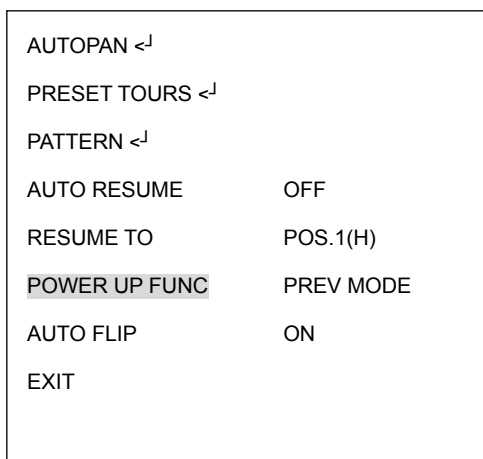 AUTOPAN <┘
PRESET TOURS <┘
PATTERN <┘
AUTO RESUME OFF
RESUME TO POS.1(H)
POWER UP FUNC PREV MODE
AUTO FLIP ON
EXIT